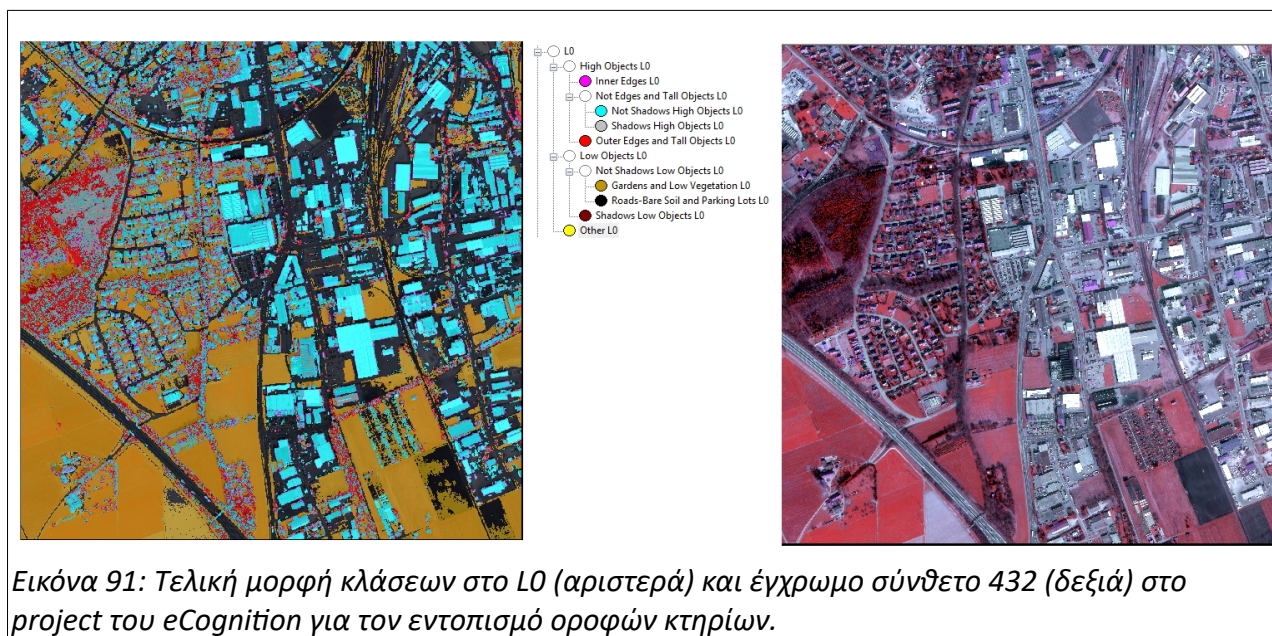 L0
High Objects L0
Inner Edges L0
Not Edges and Tall Objects L0
Not Shadows High Objects L0
Shadows High Objects L0
Outer Edges and Tall Objects L0
Low Objects L0
Not Shadows Low Objects L0
Gardens and Low Vegetation L0
Roads-Bare Soil and Parking Lots L0
Shadows Low Objects L0
Other L0
Εικόνα 91: Τελική μορφή κλάσεων στο L0 (αριστερά) και έγχρωμο σύνθετο 432 (δεξιά) στο
project του eCognition για τον εντοπισμό οροφών κτηρίων.